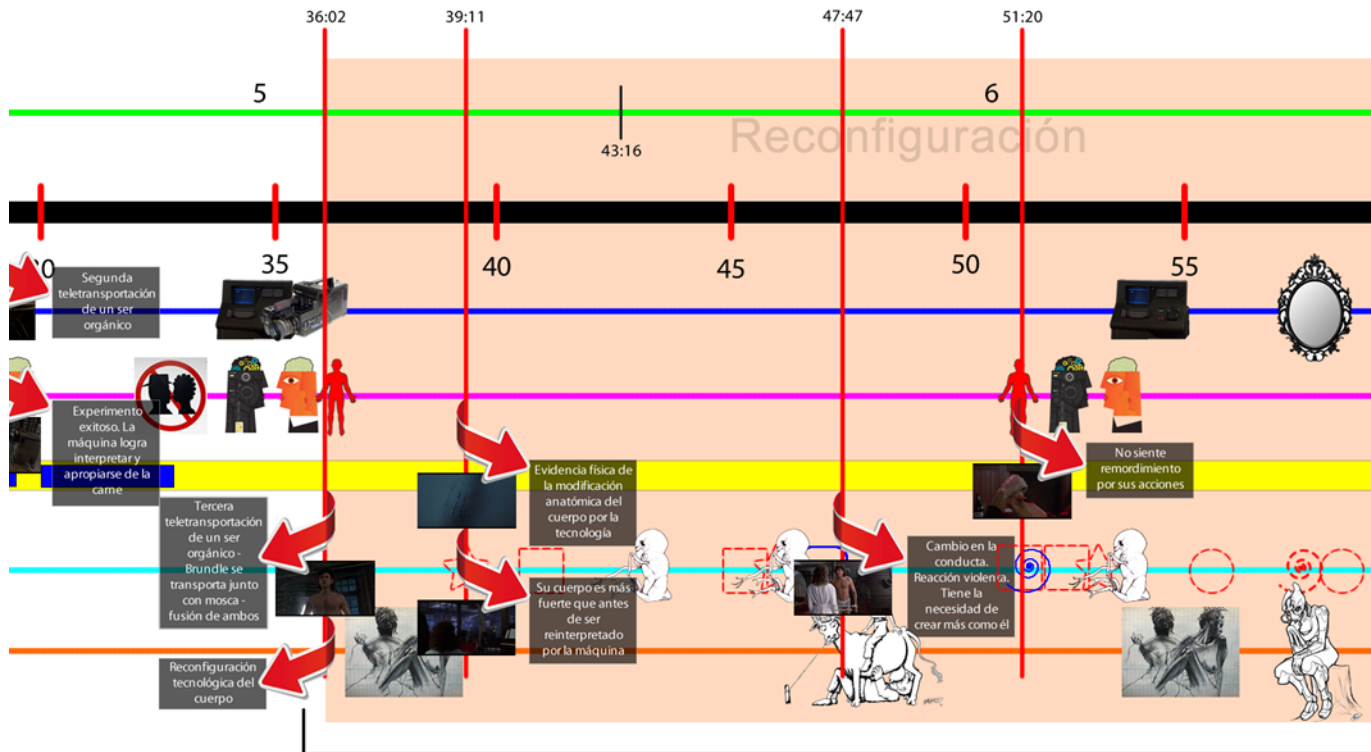 36:02
39:11
47:47
51:20
5
6
43:16
Reconfiguración
35
40
45
50
55
Segunda
teletransportación
de un ser
orgánico
Experimento
exitoso. La
máquina logra
interpretar y
apropiarse de la
carne
Tercera
teletransportación
de un ser
orgánico -
Brundle se
transporta junto
con mosca -
fusión de ambos
Reconfiguración
tecnológica del
cuerpo
Evidencia física de
la modificación
anatómica del
cuerpo por la
tecnología
Su cuerpo es más
fuerte que antes
de ser
reinterpretado
por la máquina
Cambio en la
conducta.
Reacción violenta.
Tiene la
necesidad de
crear más como él
No siente
remordimiento
por sus acciones